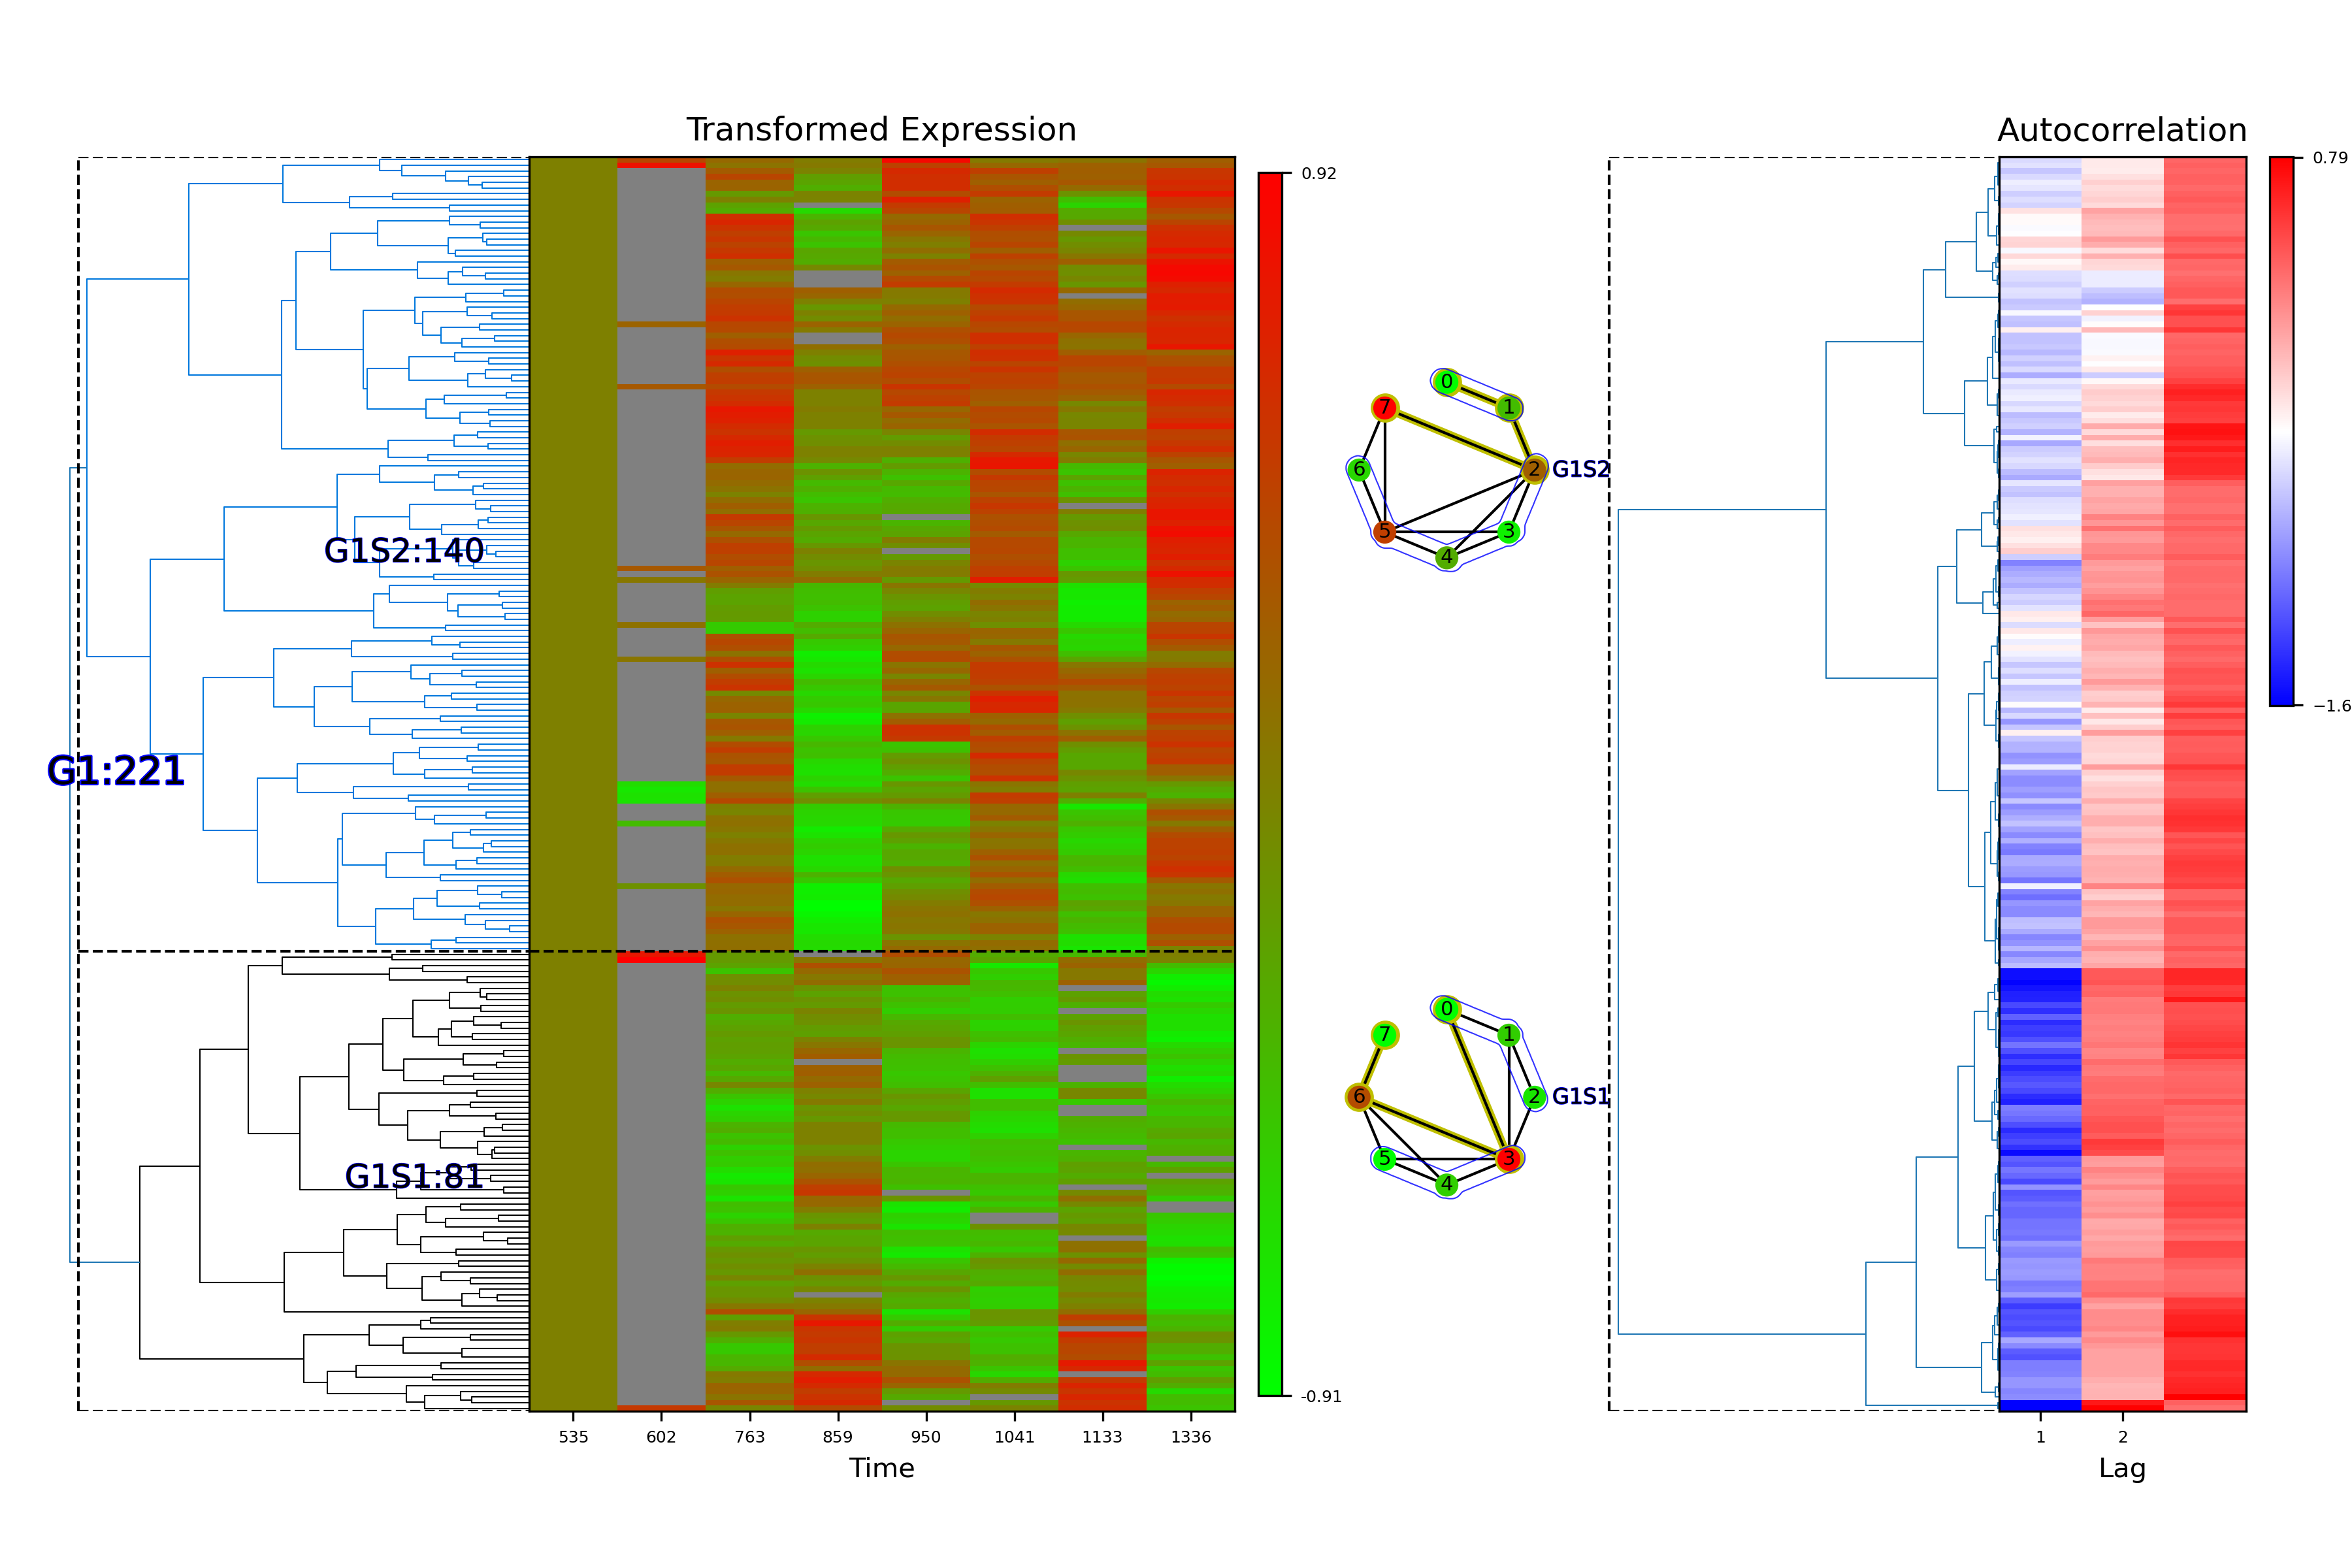 Transformed Expression
Autocorrelation
0.92
-0.91
0.79
−1.6
G1:221
G1S2:140
G1S1:81
0
1
2
3
4
5
6
7
G1S2
0
1
2
3
4
5
6
7
G1S1
535 602 763 859 950 1041 1133 1336
Time
1 2
Lag